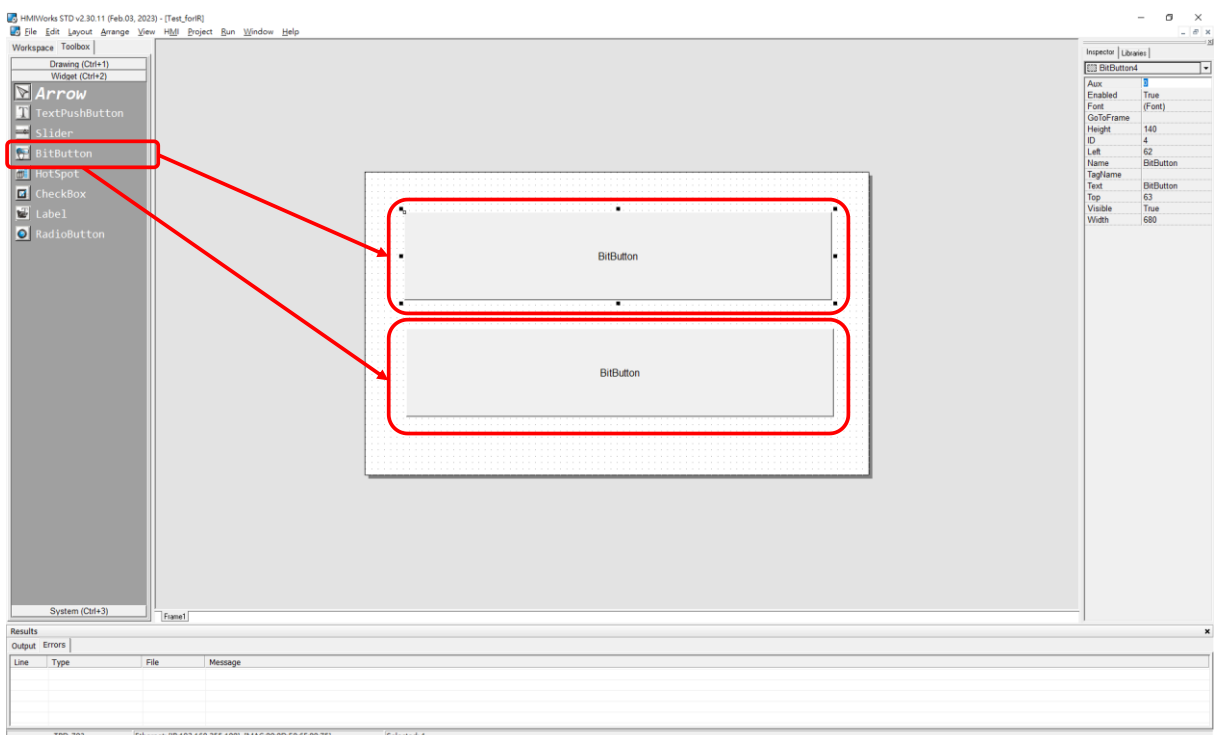 HMIWorks STD v2.30.11 (Feb.03, 2023) - [Test_forIR]
File Edit Layout Arrange View HMI Project Run Window Help
Workspace Toolbox
Drawing (Ctrl+1)
Widget (Ctrl+2)
Arrow
TextPushButton
Slider
BitButton
HotSpot
CheckBox
Label
RadioButton
System (Ctrl+3)
BitButton
BitButton
Frame1
Inspector Libraries
BitButton4
Aux 0
Enabled True
Font (Font)
GoToFrame
Height 140
ID 4
Left 62
Name BitButton
TagName
Text BitButton
Top 63
Visible True
Width 680
Results
Output Errors
Line Type File Message